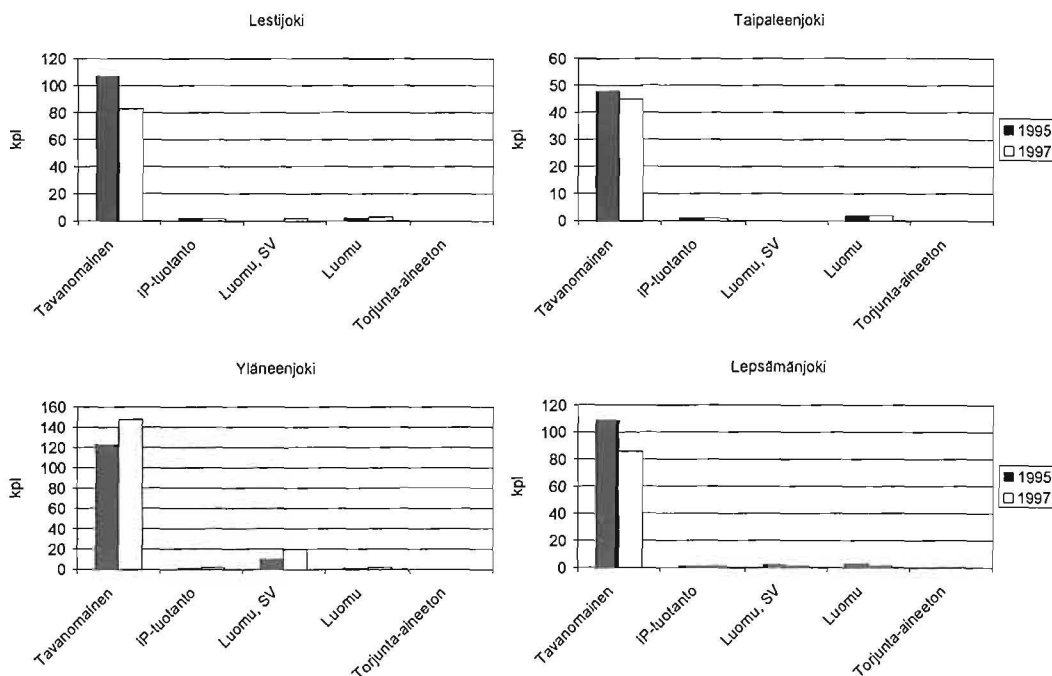 Lestijoki
120
100
80
60
40
20
0
kpl
Tavanomainen
IP-tuotanto
Luomu, SV
Luomu
Torjunta-aineeton
Taipaleenjoki
60
50
40
30
20
10
0
kpl
Tavanomainen
IP-tuotanto
Luomu, SV
Luomu
Torjunta-aineeton
1995
1997
Yläneenjoki
160
140
120
100
80
60
40
20
0
kpl
Tavanomainen
IP-tuotanto
Luomu, SV
Luomu
Torjunta-aineeton
Lepsämänjoki
120
100
80
60
40
20
0
kpl
Tavanomainen
IP-tuotanto
Luomu, SV
Luomu
Torjunta-aineeton
1995
1997